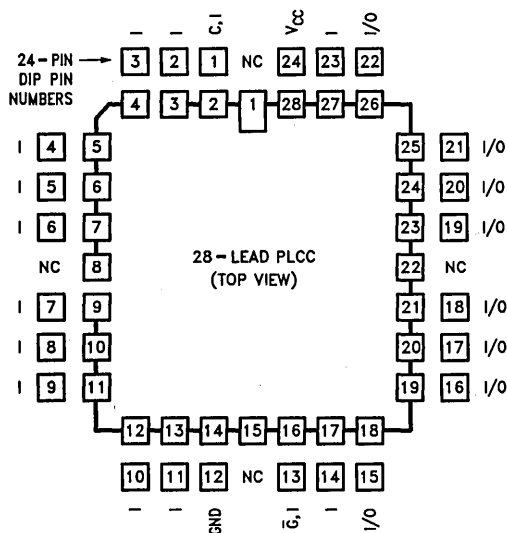 I I C,I VCC I I/O
24-PIN DIP PIN NUMBERS 3 2 1 NC 24 23 22
4 3 2 1 28 27 26
I 4 5 25 21 I/O
I 5 6 24 20 I/O
I 6 7 23 19 I/O
28-LEAD PLCC
(TOP VIEW)
NC 8 22 NC
I 7 9 21 18 I/O
I 8 10 20 17 I/O
I 9 11 19 16 I/O
12 13 14 15 16 17 18
10 11 12 NC 13 14 15
I I GND G,I I I/O